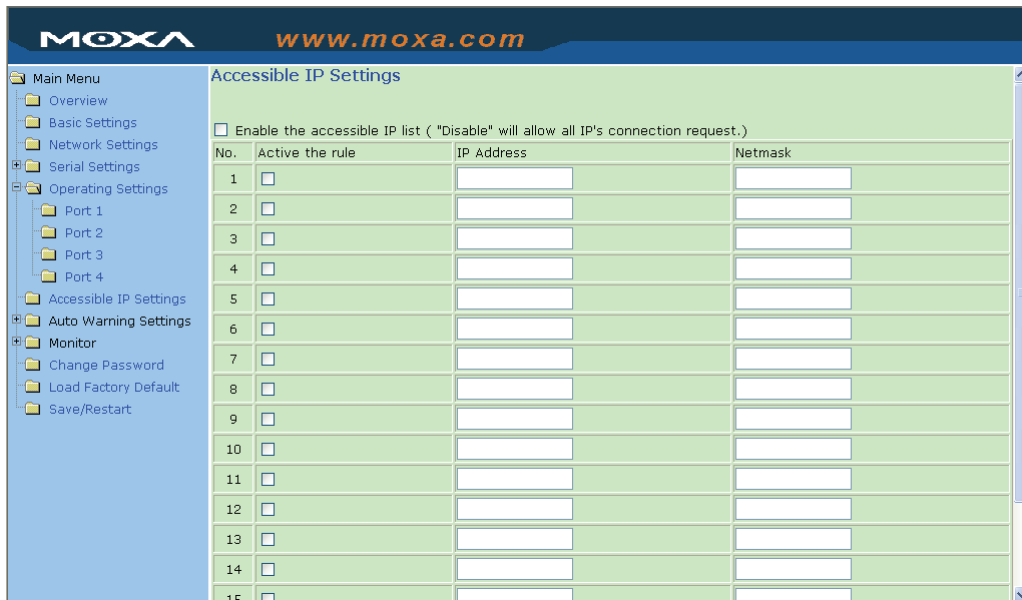 MOXA www.moxa.com
Main Menu
Overview
Basic Settings
Network Settings
Serial Settings
Operating Settings
Port 1
Port 2
Port 3
Port 4
Accessible IP Settings
Auto Warning Settings
Monitor
Change Password
Load Factory Default
Save/Restart
Accessible IP Settings
Enable the accessible IP list ( "Disable" will allow all IP's connection request.)
No. Active the rule IP Address Netmask
1
2
3
4
5
6
7
8
9
10
11
12
13
14
15